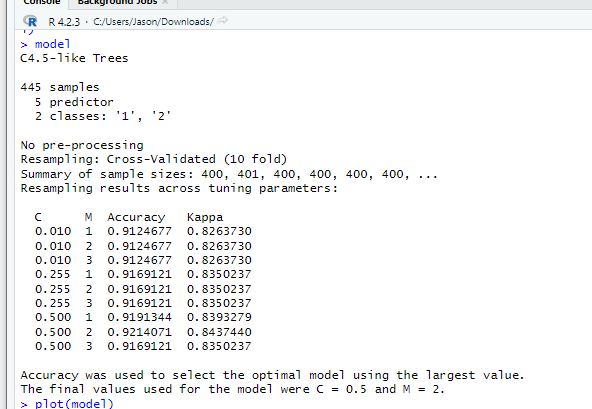 Console Background Jobs ×
R R 4.2.3 · C:/Users/Jason/Downloads/
> model
C4.5-like Trees
445 samples
5 predictor
2 classes: '1', '2'
No pre-processing
Resampling: Cross-Validated (10 fold)
Summary of sample sizes: 400, 401, 400, 400, 400, 400, ...
Resampling results across tuning parameters:
C M Accuracy Kappa
0.010 1 0.9124677 0.8263730
0.010 2 0.9124677 0.8263730
0.010 3 0.9124677 0.8263730
0.255 1 0.9169121 0.8350237
0.255 2 0.9169121 0.8350237
0.255 3 0.9169121 0.8350237
0.500 1 0.9191344 0.8393279
0.500 2 0.9214071 0.8437440
0.500 3 0.9169121 0.8350237
Accuracy was used to select the optimal model using the largest value.
The final values used for the model were C = 0.5 and M = 2.
> plot(model)